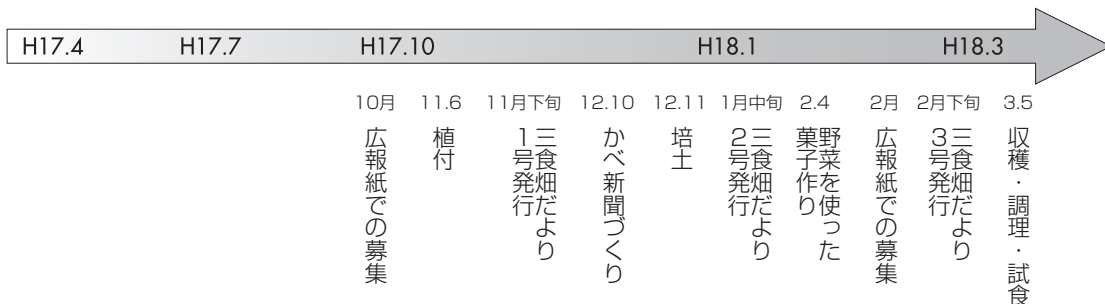 H17.4
H17.7
H17.10
H18.1
H18.3
10月
広報紙での募集
11.6
植付
11月下旬
三食畑だより
1号発行
12.10
かべ新聞づくり
12.11
培土
1月中旬
三食畑だより
2号発行
2.4
野菜を使った
菓子作り
2月
広報紙での募集
2月下旬
三食畑だより
3号発行
3.5
収穫・調理・試食